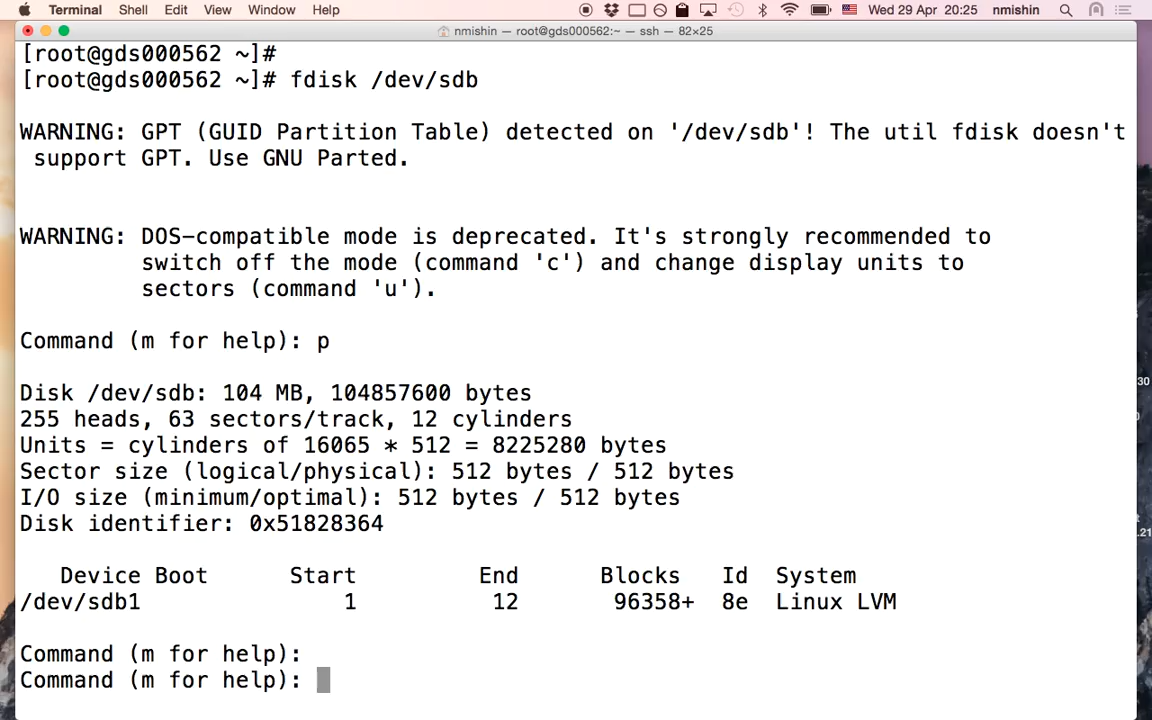 Terminal Shell Edit View Window Help Wed 29 Apr 20:25 nmishin
nmishin — root@gds000562:~ — ssh — 82×25
[root@gds000562 ~]#
[root@gds000562 ~]# fdisk /dev/sdb
WARNING: GPT (GUID Partition Table) detected on '/dev/sdb'! The util fdisk doesn't
support GPT. Use GNU Parted.
WARNING: DOS-compatible mode is deprecated. It's strongly recommended to
switch off the mode (command 'c') and change display units to
sectors (command 'u').
Command (m for help): p
Disk /dev/sdb: 104 MB, 104857600 bytes
255 heads, 63 sectors/track, 12 cylinders
Units = cylinders of 16065 * 512 = 8225280 bytes
Sector size (logical/physical): 512 bytes / 512 bytes
I/O size (minimum/optimal): 512 bytes / 512 bytes
Disk identifier: 0x51828364
Device Boot Start End Blocks Id System
/dev/sdb1 1 12 96358+ 8e Linux LVM
Command (m for help):
Command (m for help):